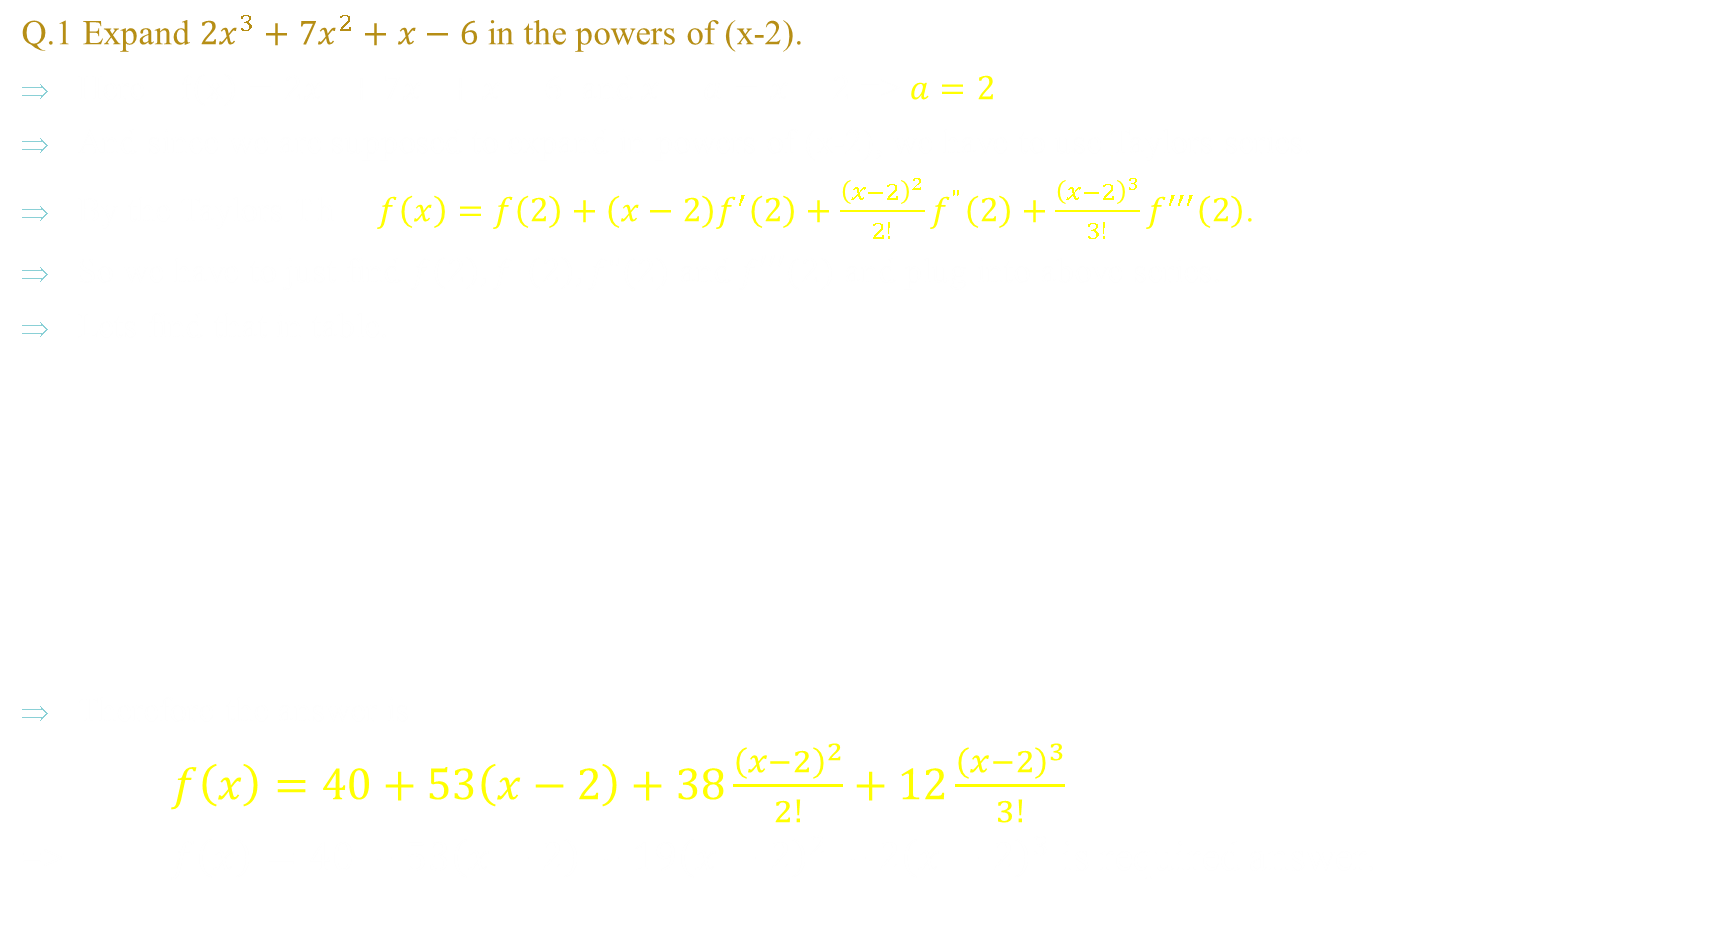 Q.1 Expand 2x³ + 7x² + x − 6 in the powers of (x-2).
⇒ a = 2
⇒
⇒ f(x) = f(2) + (x − 2)f′(2) + (x−2)²/2! f"(2) + (x−2)³/3! f′′′(2).
⇒
⇒
⇒
f(x) = 40 + 53(x − 2) + 38 (x−2)²/2! + 12 (x−2)³/3!